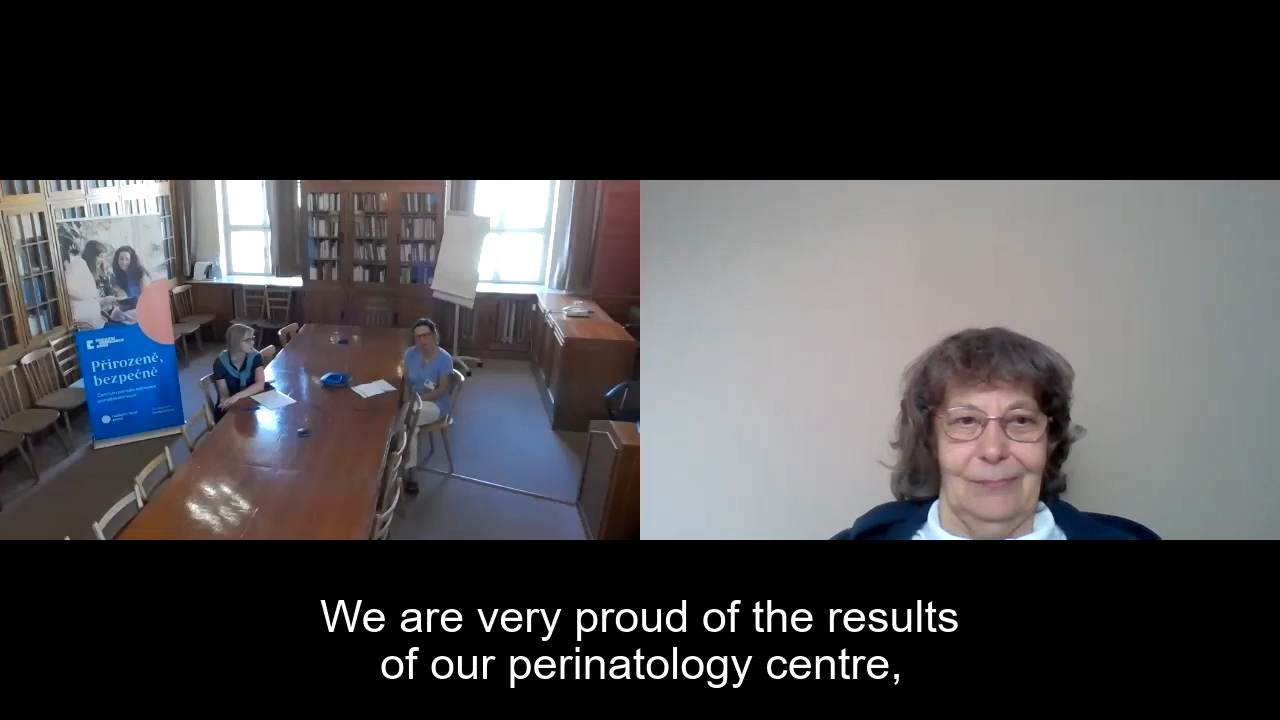 Přirozeně,
bezpečně
We are very proud of the results
of our perinatology centre,